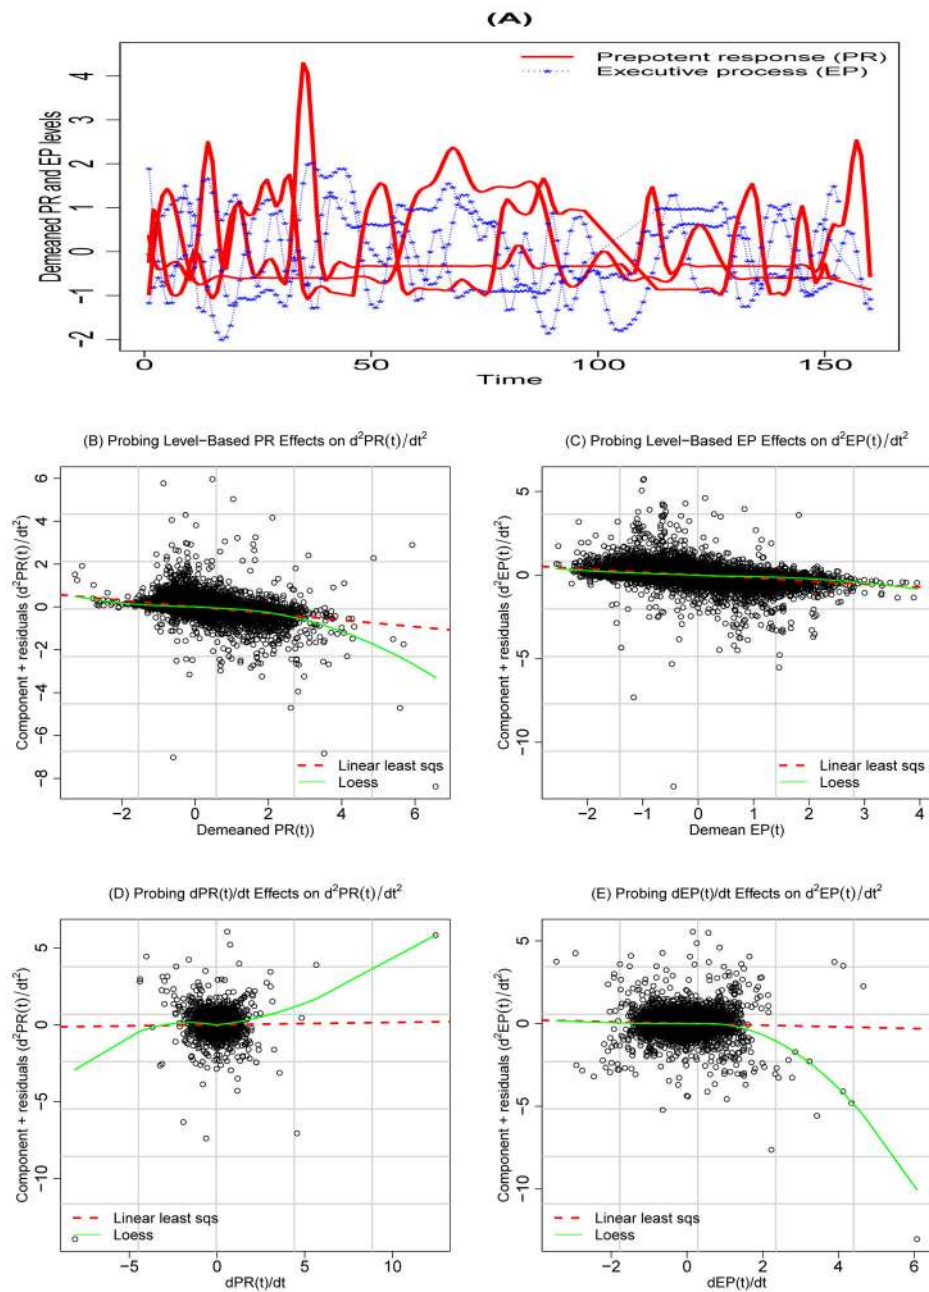 (A)
Prepotent response (PR)
Executive process (EP)
Demeaned PR and EP levels
4
3
2
1
0
-1
-2
0
50
100
150
Time
(B) Probing Level−Based PR Effects on d²PR(t)/dt²
Component + residuals (d²PR(t)/dt²)
6
4
2
0
−2
−4
−6
−8
Linear least sqs
Loess
−2
0
2
4
6
Demeaned PR(t))
(C) Probing Level−Based EP Effects on d²EP(t)/dt²
Component + residuals (d²EP(t)/dt²)
5
0
−5
−10
Linear least sqs
Loess
−2
−1
0
1
2
3
4
Demean EP(t)
(D) Probing dPR(t)/dt Effects on d²PR(t)/dt²
Component + residuals (d²PR(t)/dt²)
5
0
−5
−10
Linear least sqs
Loess
−5
0
5
10
dPR(t)/dt
(E) Probing dEP(t)/dt Effects on d²EP(t)/dt²
Component + residuals (d²EP(t)/dt²)
5
0
−5
−10
Linear least sqs
Loess
−2
0
2
4
6
dEP(t)/dt